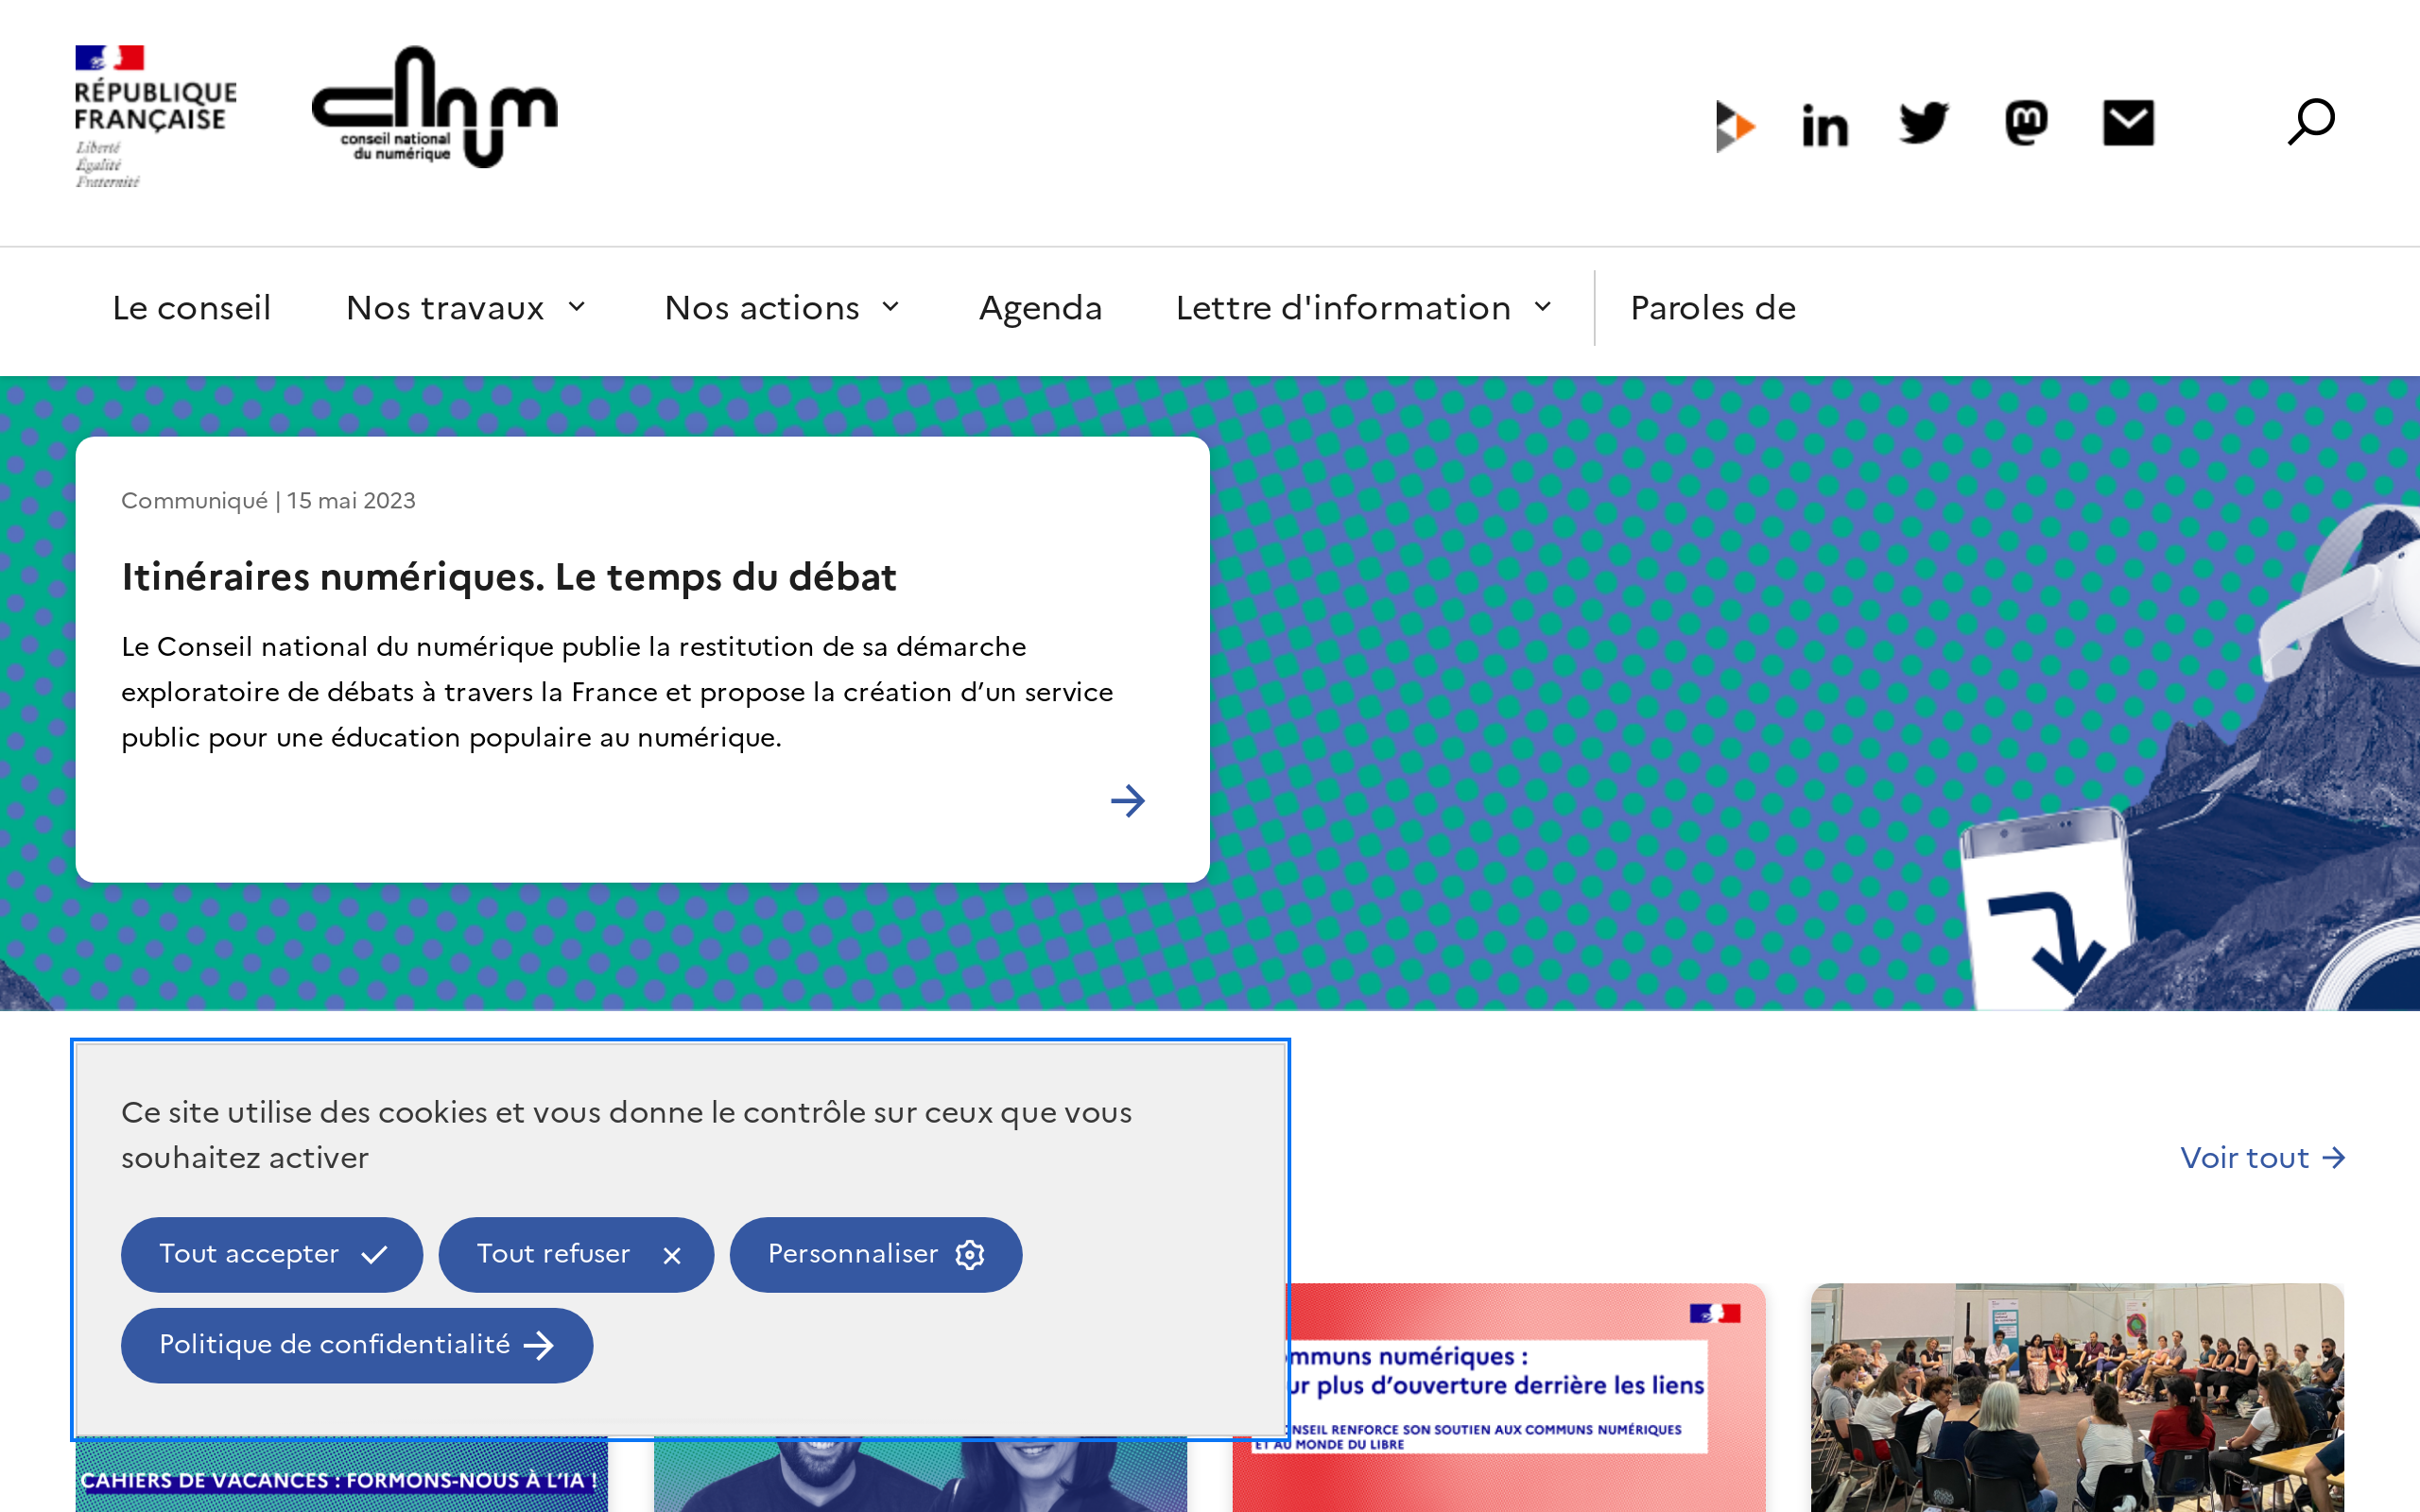 RÉPUBLIQUE
FRANÇAISE
Liberté
Égalité
Fraternité
cnnum
conseil national
du numérique
in
m
Le conseil
Nos travaux
Nos actions
Agenda
Lettre d'information
Paroles de
Communiqué | 15 mai 2023
Itinéraires numériques. Le temps du débat
Le Conseil national du numérique publie la restitution de sa démarche
exploratoire de débats à travers la France et propose la création d’un service
public pour une éducation populaire au numérique.
Ce site utilise des cookies et vous donne le contrôle sur ceux que vous
souhaitez activer
Tout accepter
Tout refuser
Personnaliser
Politique de confidentialité
Voir tout
CAHIERS DE VACANCES : FORMONS-NOUS À L'IA !
numériques :
plus d’ouverture derrière les liens
RENFORCE SON SOUTIEN AUX COMMUNS NUMÉRIQUES
ET AU MONDE DU LIBRE